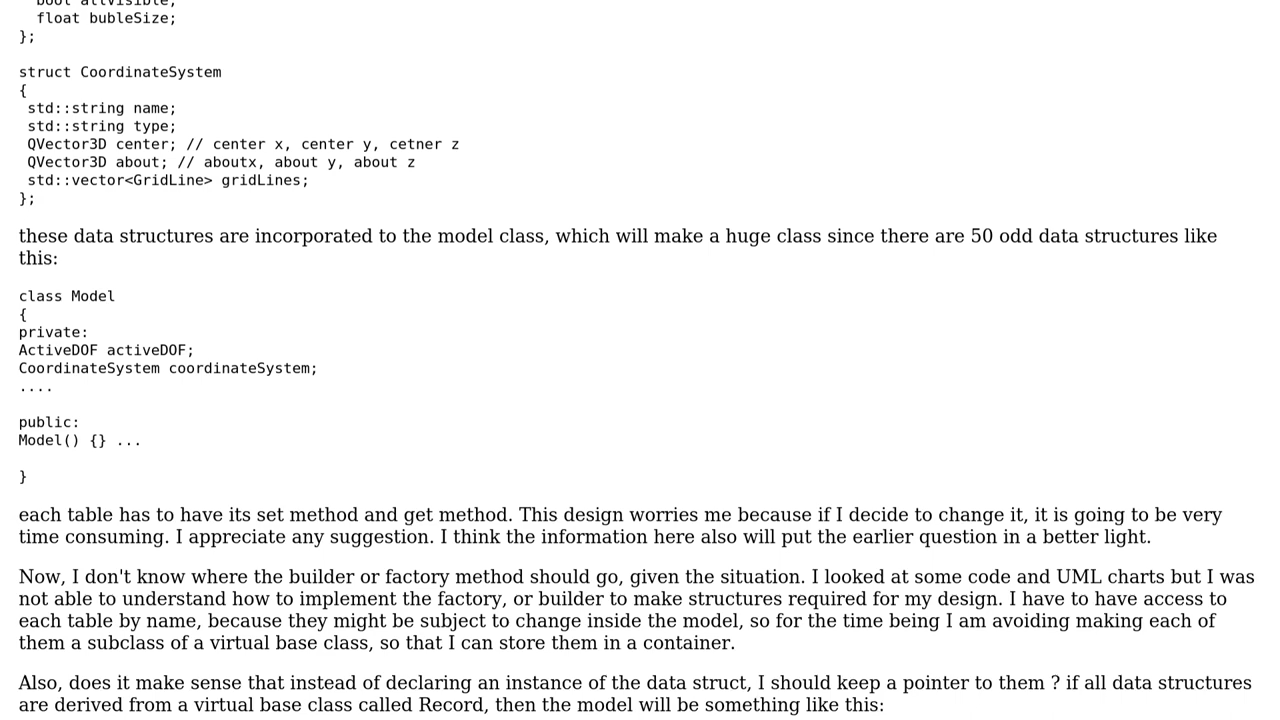 bool allVisible;
float bubleSize;
};
struct CoordinateSystem
{
std::string name;
std::string type;
QVector3D center; // center x, center y, cetner z
QVector3D about; // aboutx, about y, about z
std::vector<GridLine> gridLines;
};
these data structures are incorporated to the model class, which will make a huge class since there are 50 odd data structures like
this:
class Model
{
private:
ActiveDOF activeDOF;
CoordinateSystem coordinateSystem;
....
public:
Model() {} ...
}
each table has to have its set method and get method. This design worries me because if I decide to change it, it is going to be very
time consuming. I appreciate any suggestion. I think the information here also will put the earlier question in a better light.
Now, I don't know where the builder or factory method should go, given the situation. I looked at some code and UML charts but I was
not able to understand how to implement the factory, or builder to make structures required for my design. I have to have access to
each table by name, because they might be subject to change inside the model, so for the time being I am avoiding making each of
them a subclass of a virtual base class, so that I can store them in a container.
Also, does it make sense that instead of declaring an instance of the data struct, I should keep a pointer to them ? if all data structures
are derived from a virtual base class called Record, then the model will be something like this: